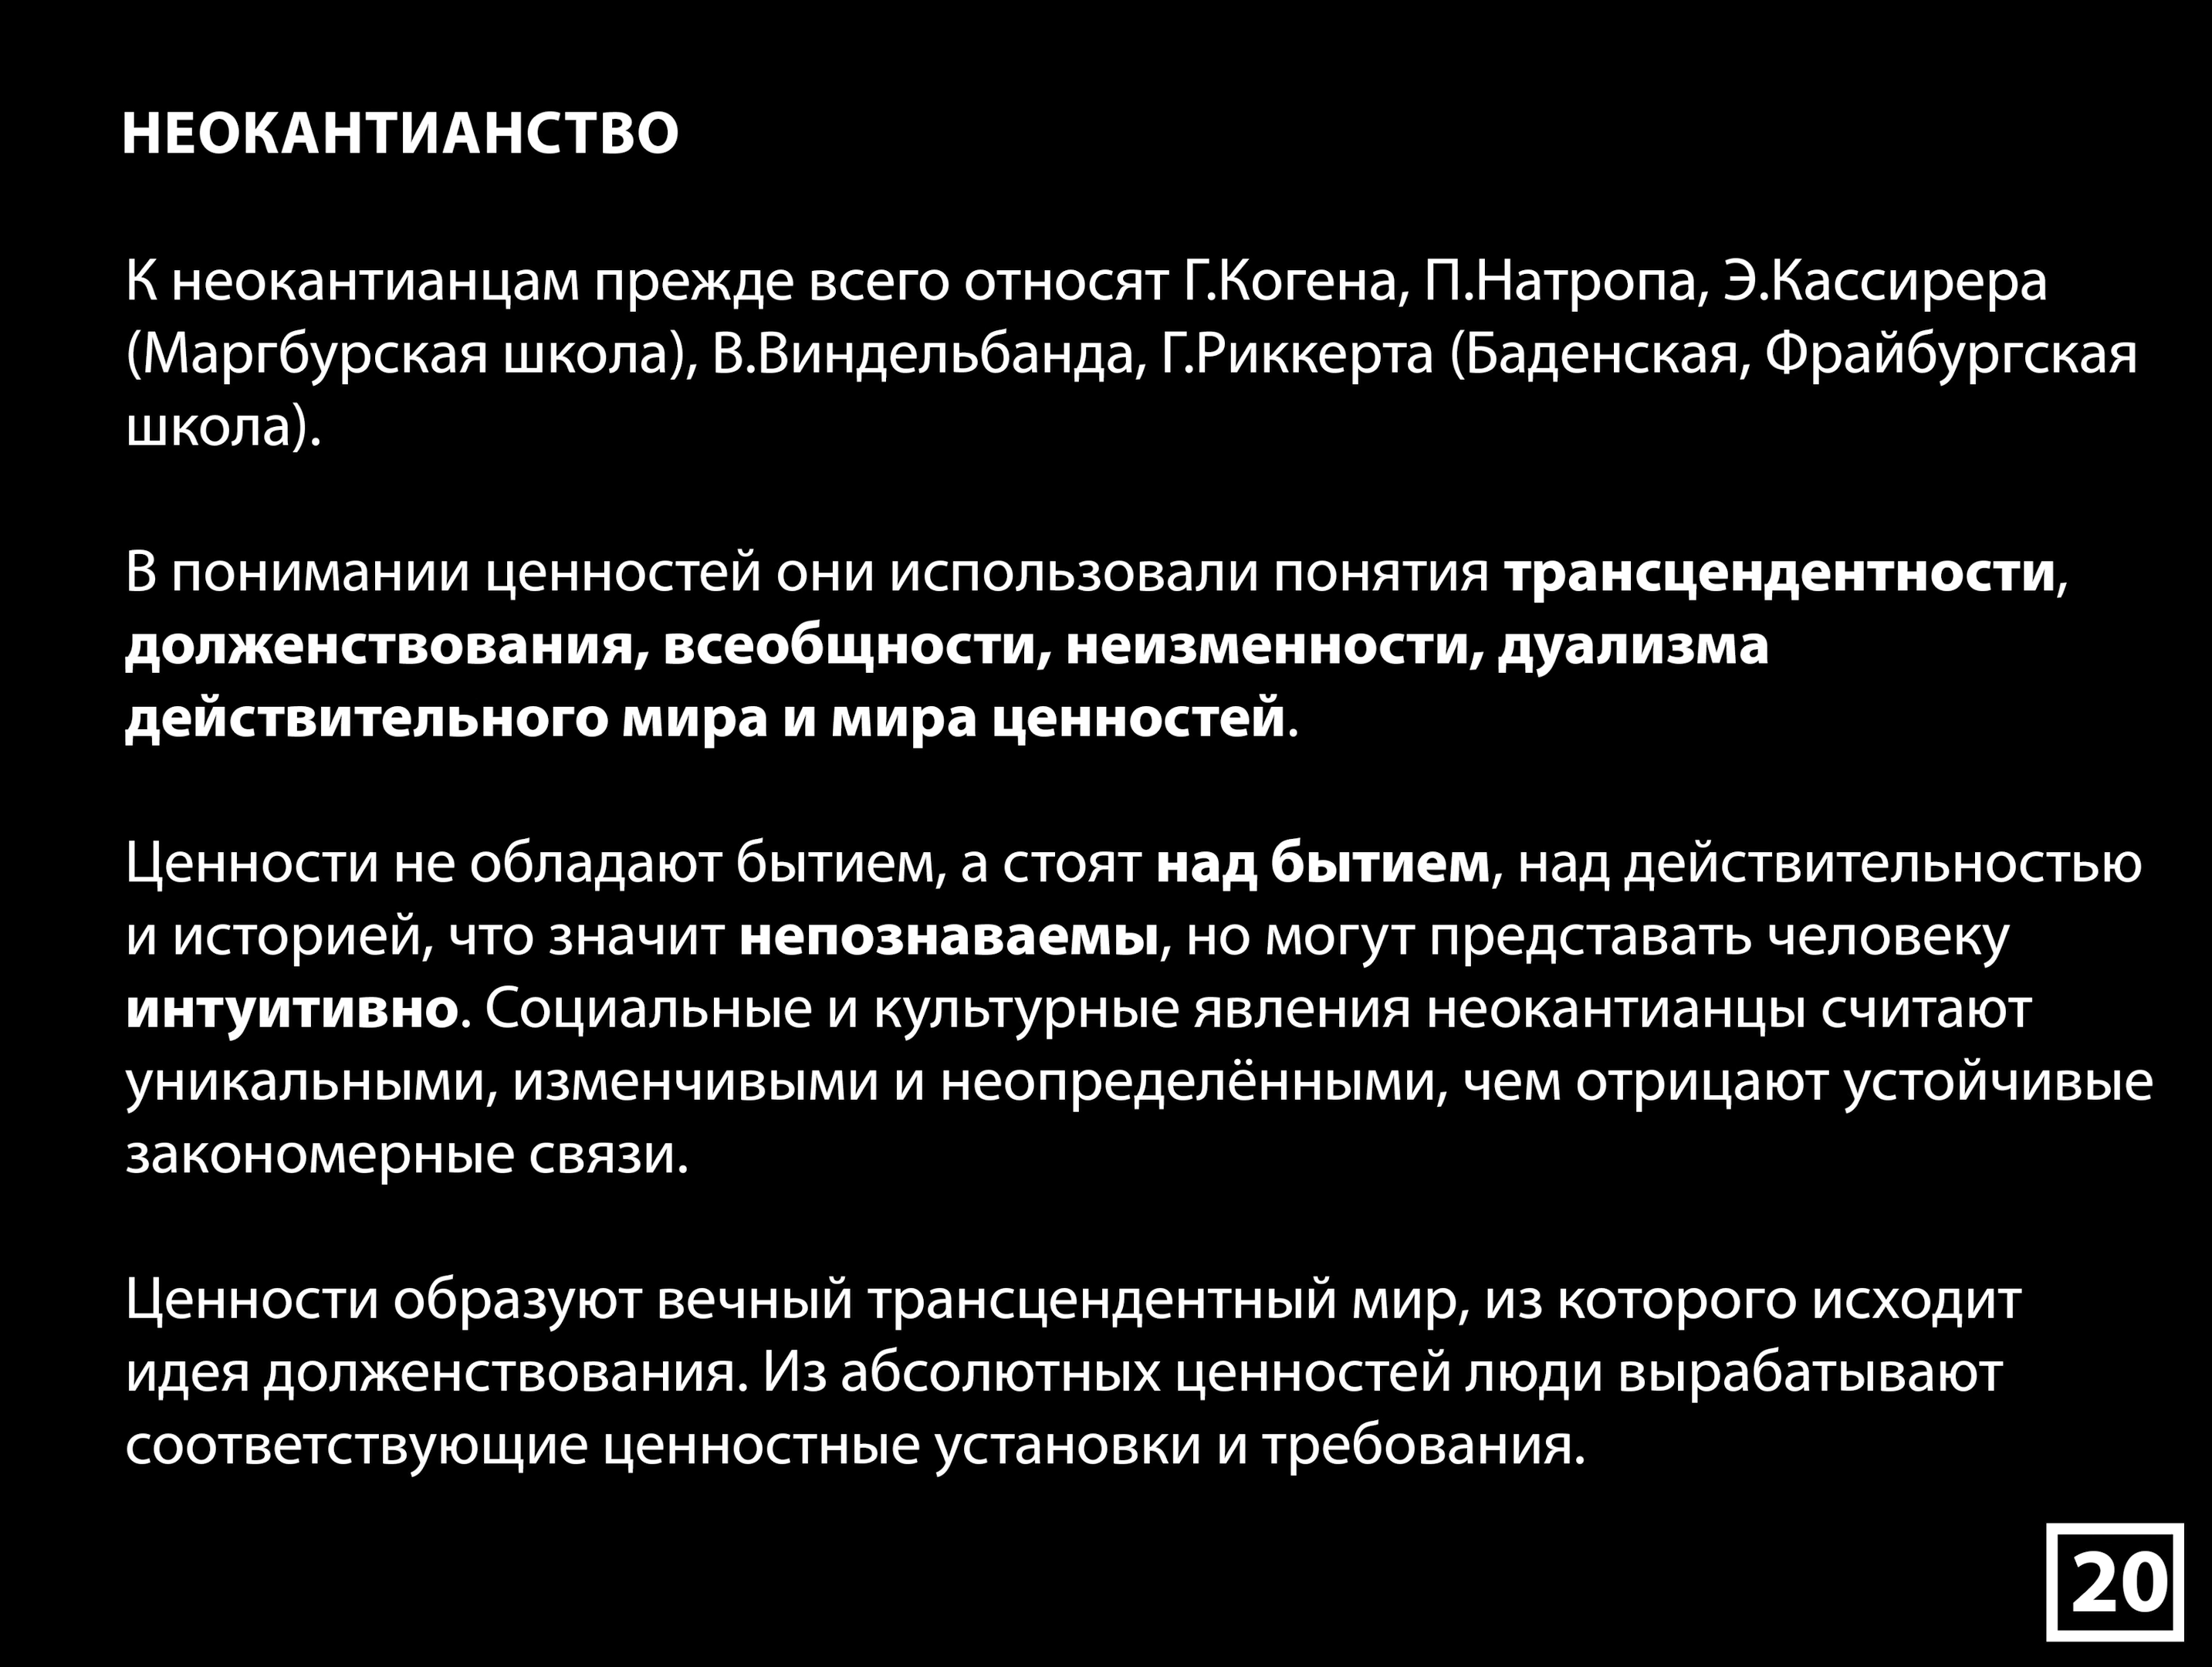 НЕОКАНТИАНСТВО
К неокантианцам прежде всего относят Г.Когена, П.Натропа, Э.Кассирера
(Маргбурская школа), В.Виндельбанда, Г.Риккерта (Баденская, Фрайбургская
школа).
В понимании ценностей они использовали понятия трансцендентности,
долженствования, всеобщности, неизменности, дуализма
действительного мира и мира ценностей.
Ценности не обладают бытием, а стоят над бытием, над действительностью
и историей, что значит непознаваемы, но могут представать человеку
интуитивно. Социальные и культурные явления неокантианцы считают
уникальными, изменчивыми и неопределёнными, чем отрицают устойчивые
закономерные связи.
Ценности образуют вечный трансцендентный мир, из которого исходит
идея долженствования. Из абсолютных ценностей люди вырабатывают
соответствующие ценностные установки и требования.
20